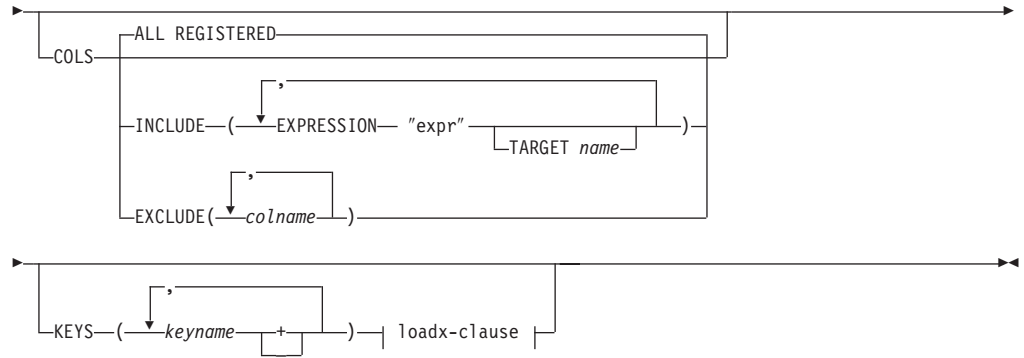 ALL REGISTERED
COLS
,
INCLUDE ( EXPRESSION "expr" )
TARGET name
,
EXCLUDE( colname )
,
KEYS ( keyname + ) loadx-clause